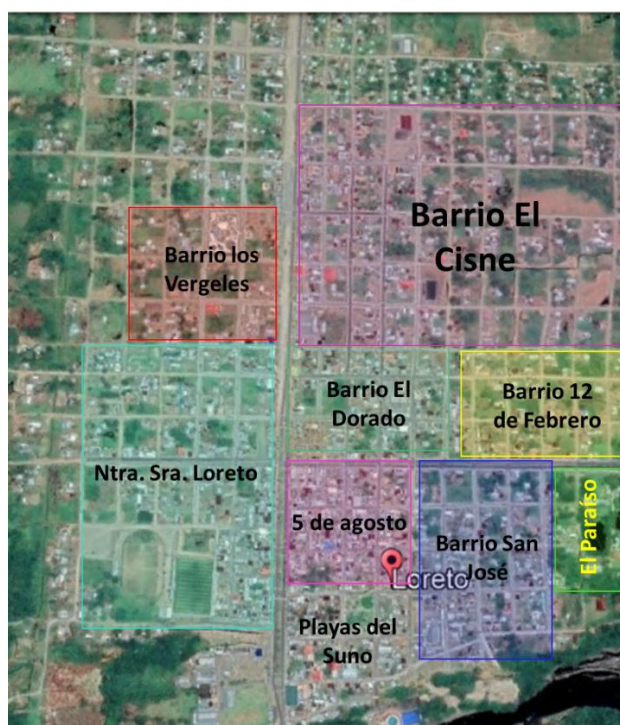 Barrio El
Cisne
Barrio los
Vergeles
Barrio El
Dorado
Barrio 12
de Febrero
Ntra. Sra. Loreto
5 de agosto
Barrio San
José
El Paraíso
Loreto
Playas del
Suno